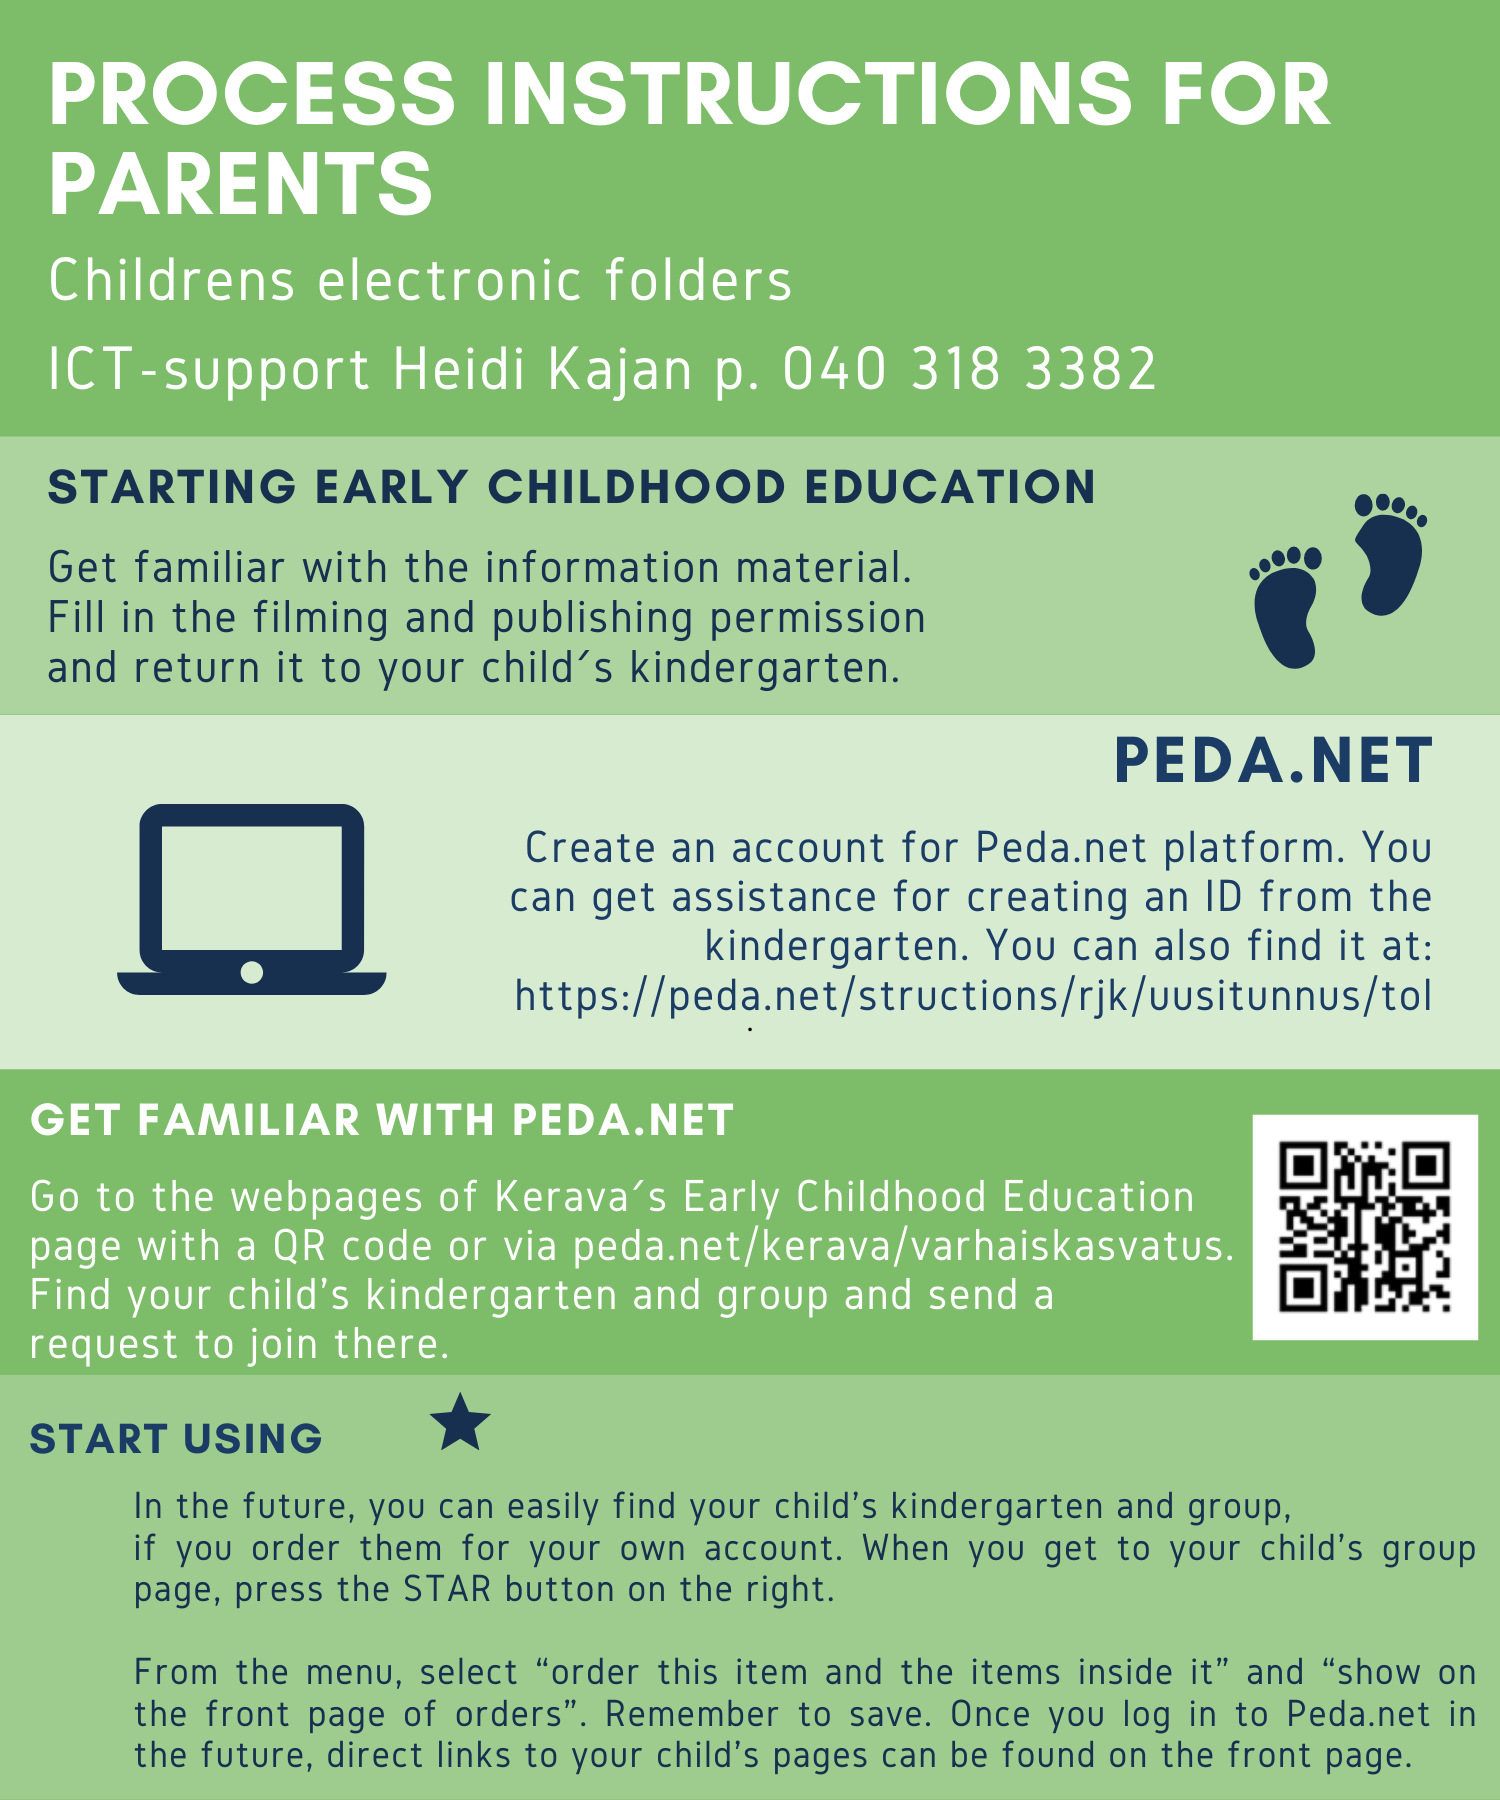 PROCESS INSTRUCTIONS FOR
PARENTS
Childrens electronic folders
ICT-support Heidi Kajan p. 040 318 3382
STARTING EARLY CHILDHOOD EDUCATION
Get familiar with the information material.
Fill in the filming and publishing permission
and return it to your child´s kindergarten.
PEDA.NET
Create an account for Peda.net platform. You
can get assistance for creating an ID from the
kindergarten. You can also find it at:
https://peda.net/structions/rjk/uusitunnus/tol
.
GET FAMILIAR WITH PEDA.NET
Go to the webpages of Kerava´s Early Childhood Education
page with a QR code or via peda.net/kerava/varhaiskasvatus.
Find your child’s kindergarten and group and send a
request to join there.
START USING
In the future, you can easily find your child’s kindergarten and group,
if you order them for your own account. When you get to your child’s group
page, press the STAR button on the right.
From the menu, select “order this item and the items inside it” and “show on
the front page of orders”. Remember to save. Once you log in to Peda.net in
the future, direct links to your child’s pages can be found on the front page.